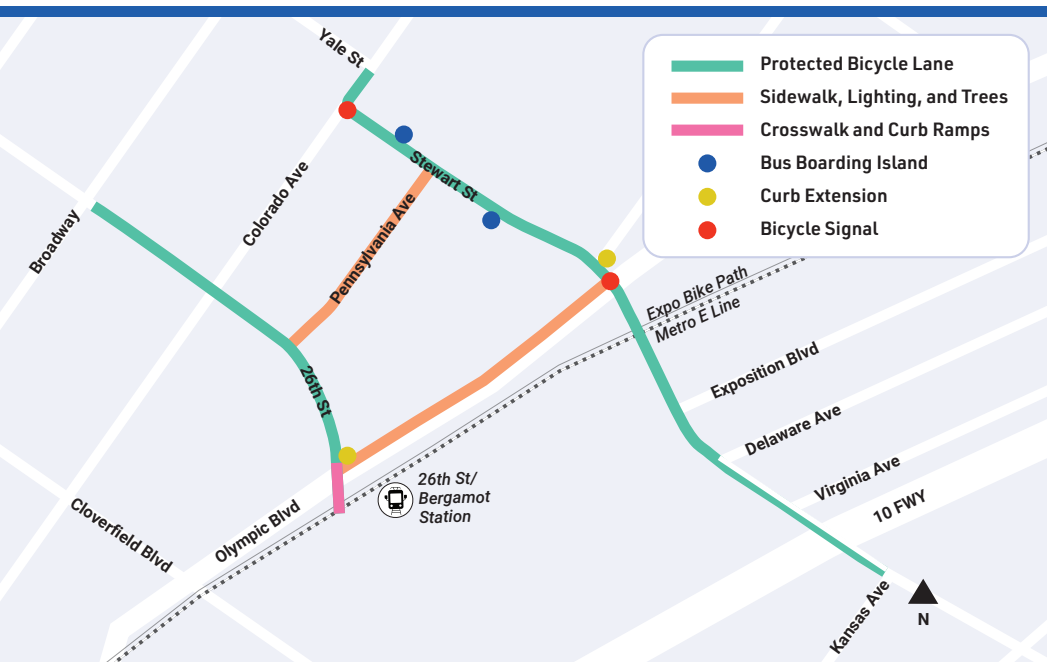 Yale St
Protected Bicycle Lane
Sidewalk, Lighting, and Trees
Crosswalk and Curb Ramps
Bus Boarding Island
Curb Extension
Bicycle Signal
Stewart St
Colorado Ave
Broadway
Pennsylvania Ave
Expo Bike Path
Metro E Line
Exposition Blvd
26th St
Delaware Ave
Virginia Ave
10 FWY
26th St/
Bergamot
Station
Olympic Blvd
Cloverfield Blvd
Kansas Ave
N